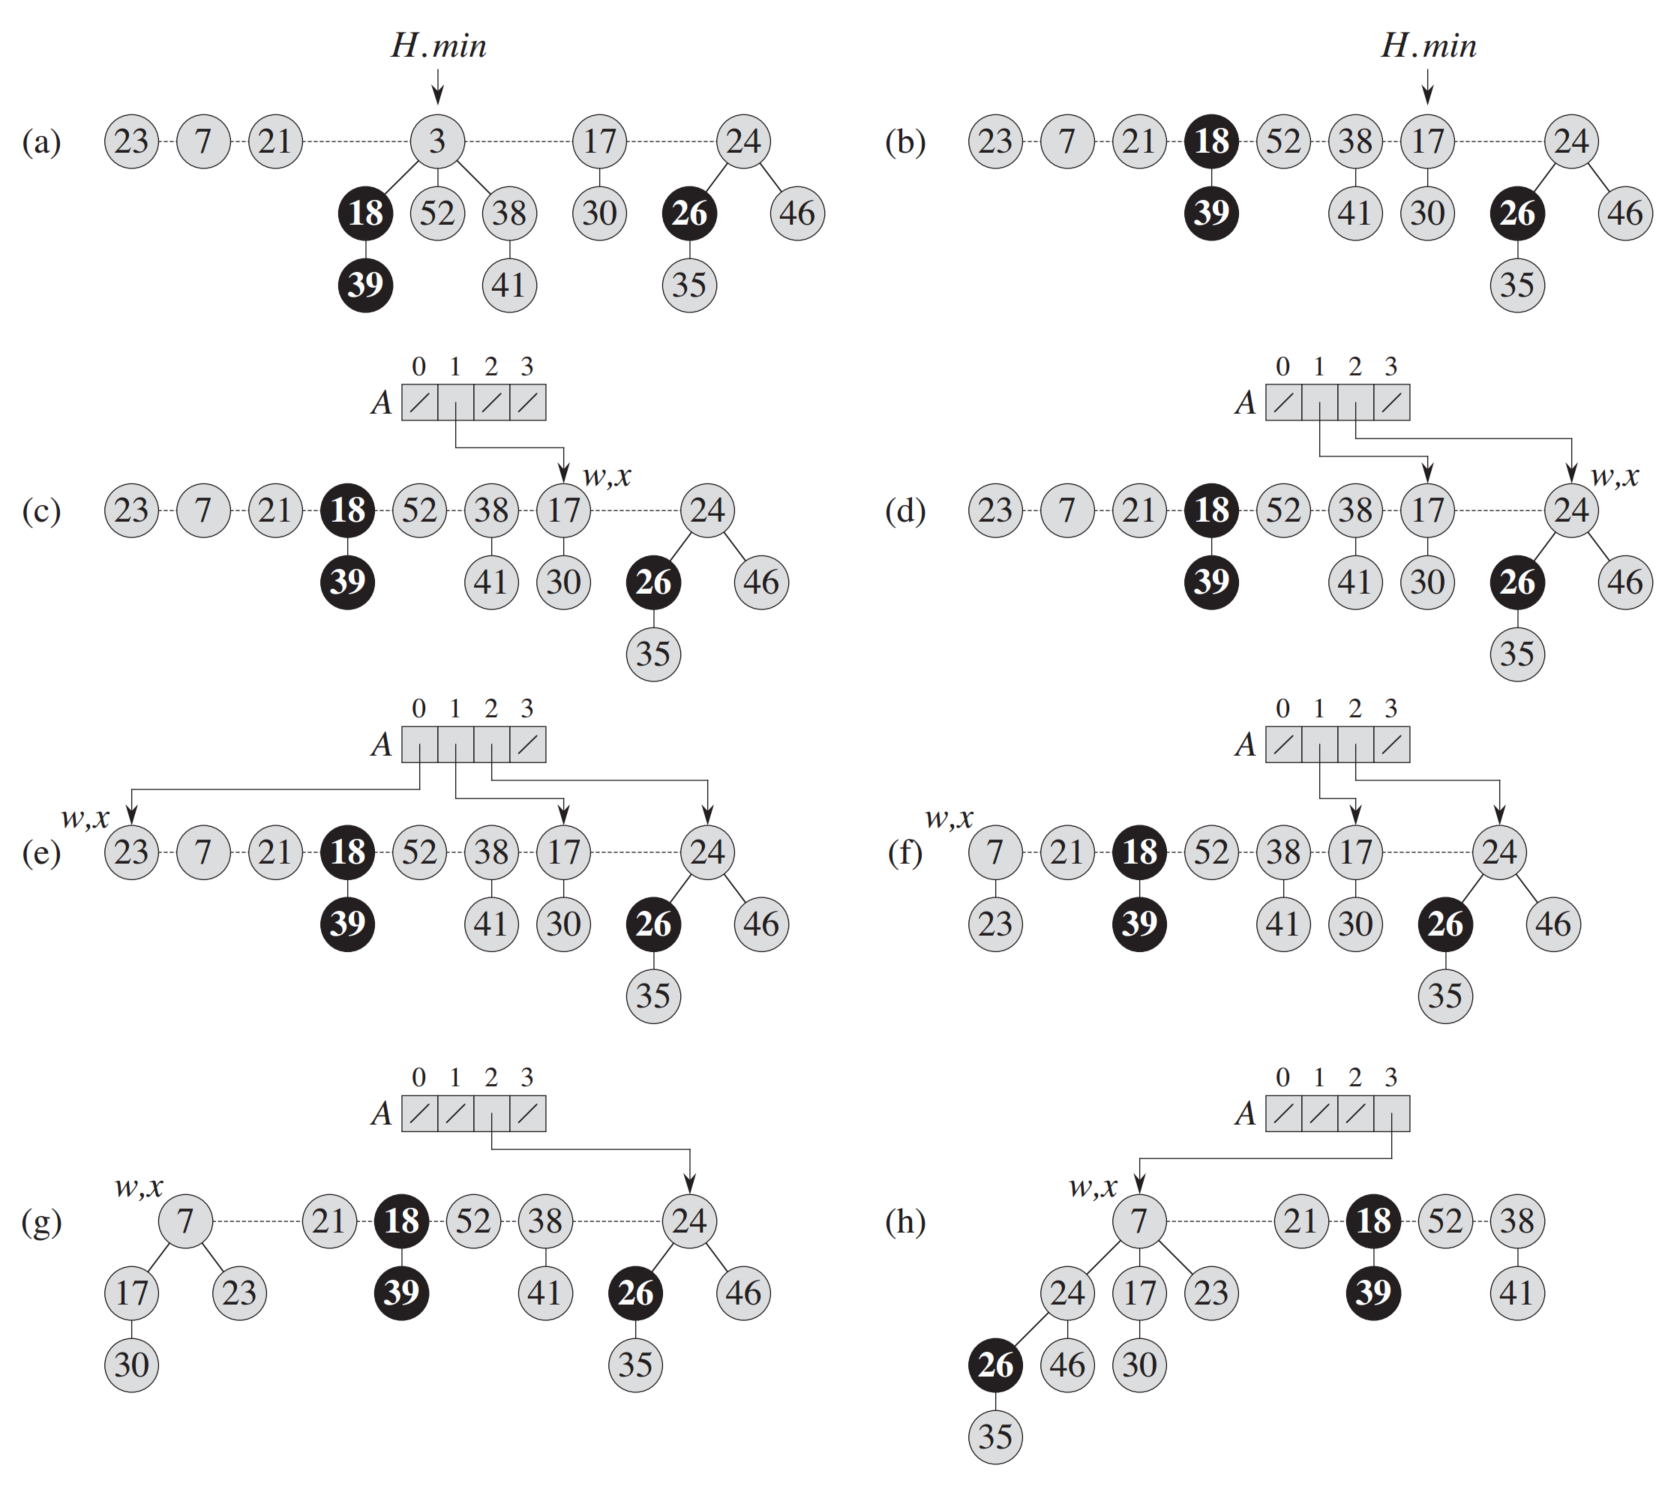 H.min H.min
(a) 23 7 21 3 17 24 (b) 23 7 21 18 52 38 17 24
18 52 38 30 26 46 39 41 30 26 46
39 41 35 35
0 1 2 3 0 1 2 3
A A
w,x w,x
(c) 23 7 21 18 52 38 17 24 (d) 23 7 21 18 52 38 17 24
39 41 30 26 46 39 41 30 26 46
35 35
0 1 2 3 0 1 2 3
A A
w,x w,x
(e) 23 7 21 18 52 38 17 24 (f) 7 21 18 52 38 17 24
39 41 30 26 46 23 39 41 30 26 46
35 35
0 1 2 3 0 1 2 3
A A
w,x w,x
(g) 7 21 18 52 38 24 (h) 7 21 18 52 38
17 23 39 41 26 46 24 17 23 39 41
30 35 26 46 30
35